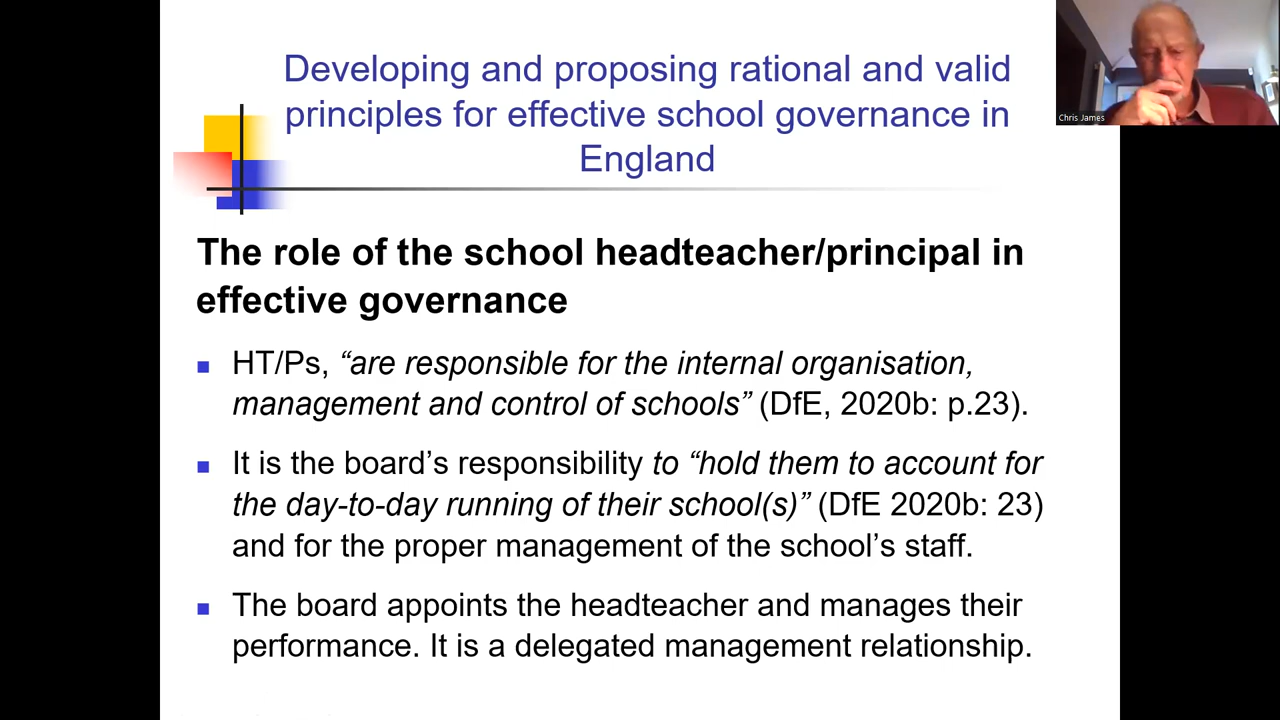 Developing and proposing rational and valid
principles for effective school governance in
England
Chris James
The role of the school headteacher/principal in
effective governance
HT/Ps, “are responsible for the internal organisation,
management and control of schools” (DfE, 2020b: p.23).
It is the board’s responsibility to “hold them to account for
the day-to-day running of their school(s)” (DfE 2020b: 23)
and for the proper management of the school’s staff.
The board appoints the headteacher and manages their
performance. It is a delegated management relationship.